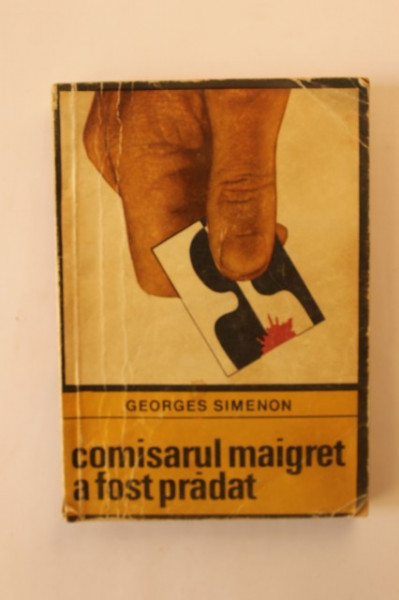 GEORGES SIMENON
comisarul maigret
a fost prădat